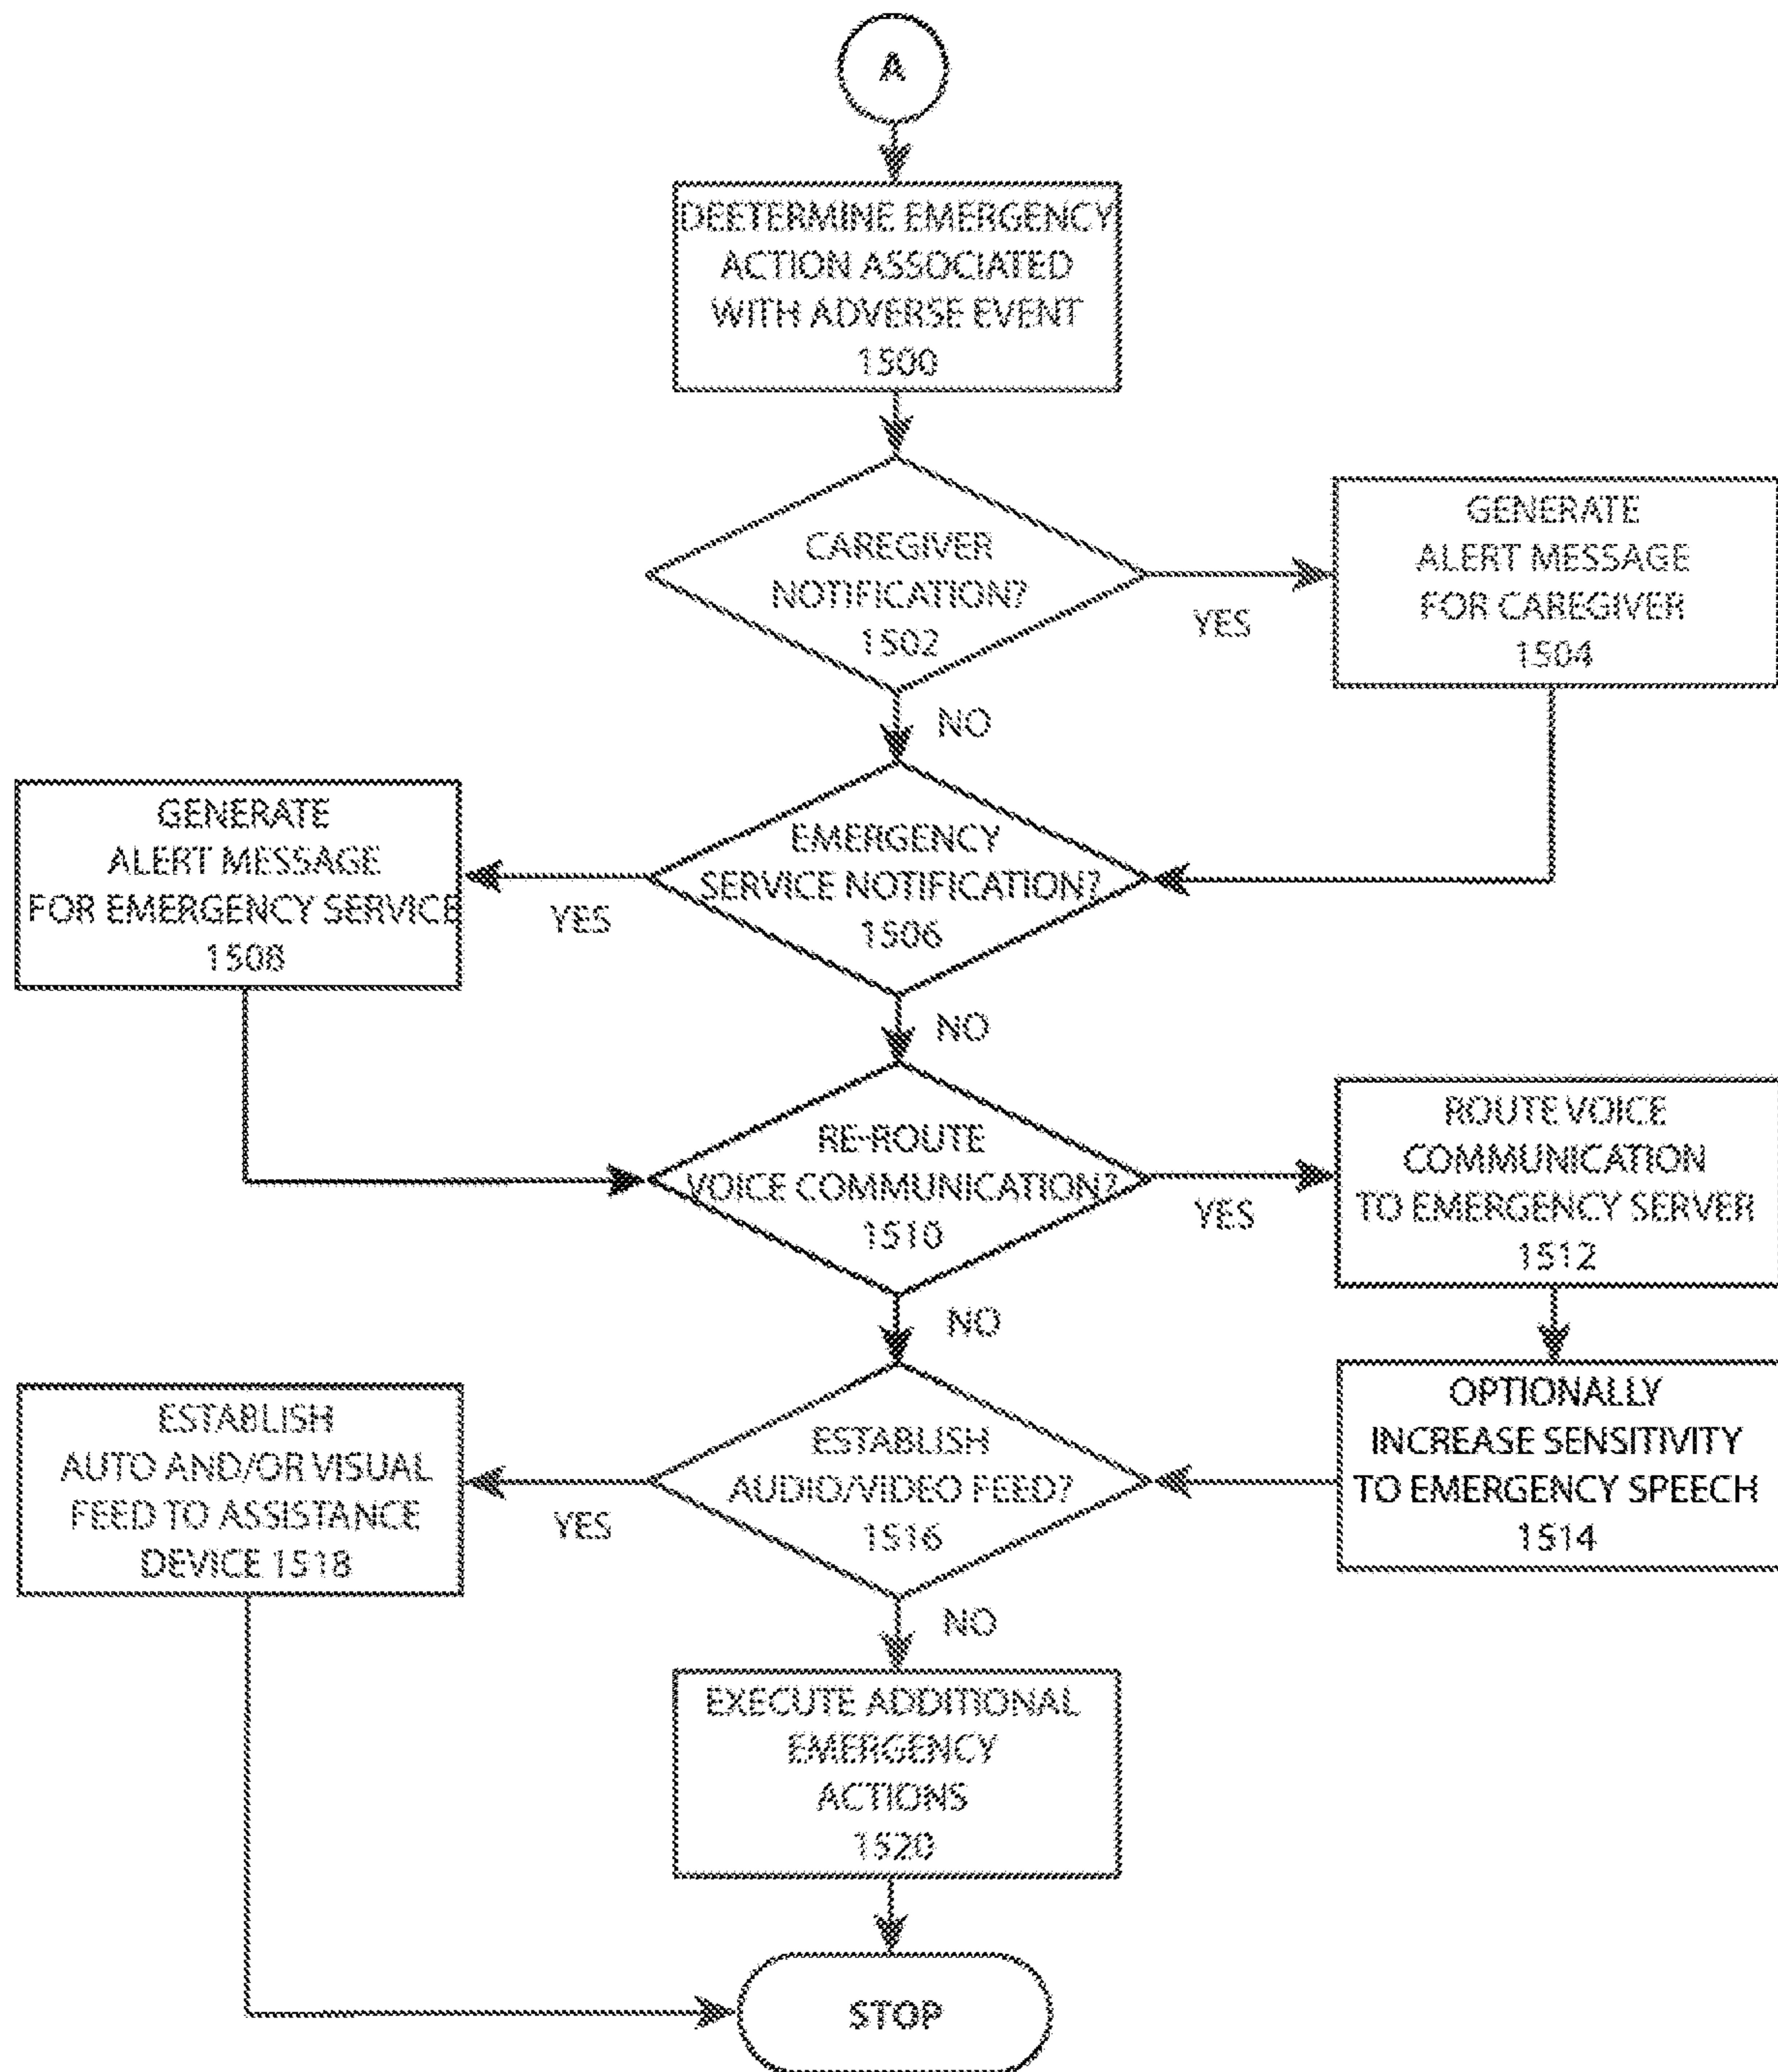 A
DEETERMINE EMERGENCY
ACTION ASSOCIATED
WITH ADVERSE EVENT
1500
CAREGIVER
NOTIFICATION?
1502
YES
GENERATE
ALERT MESSAGE
FOR CAREGIVER
1504
NO
EMERGENCY
SERVICE NOTIFICATION?
1506
YES
GENERATE
ALERT MESSAGE
FOR EMERGENCY SERVICE
1508
NO
RE-ROUTE
VOICE COMMUNICATION?
1510
YES
ROUTE VOICE
COMMUNICATION
TO EMERGENCY SERVER
1512
NO
OPTIONALLY
INCREASE SENSITIVITY
TO EMERGENCY SPEECH
1514
ESTABLISH
AUDIO/VIDEO FEED?
1516
YES
ESTABLISH
AUTO AND/OR VISUAL
FEED TO ASSISTANCE
DEVICE 1518
NO
EXECUTE ADDITIONAL
EMERGENCY
ACTIONS
1520
STOP